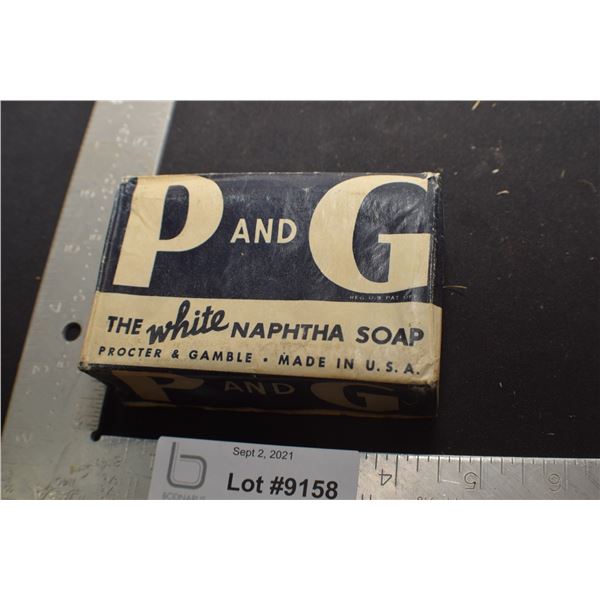 P AND G
REG. U.S. PAT. OFF.
THE white NAPHTHA SOAP
PROCTER & GAMBLE • MADE IN U.S.A.
P AND G
Sept 2, 2021
Lot #9158
4 5 6